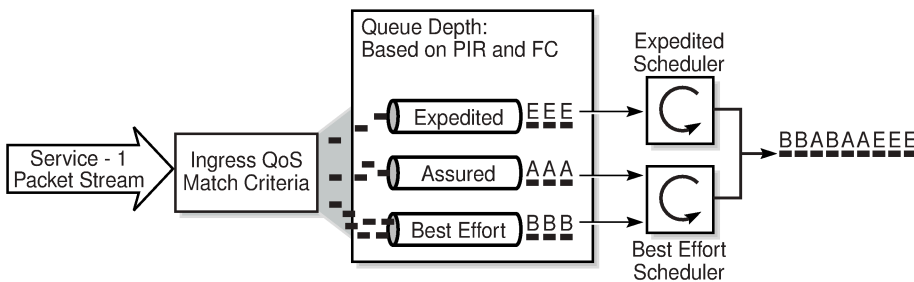 Queue Depth:
Based on PIR and FC
Expedited
Scheduler
Expedited
EEE
Service - 1
Packet Stream
Ingress QoS
Match Criteria
BBABAAEEE
Assured
AAA
Best Effort
BBB
Best Effort
Scheduler